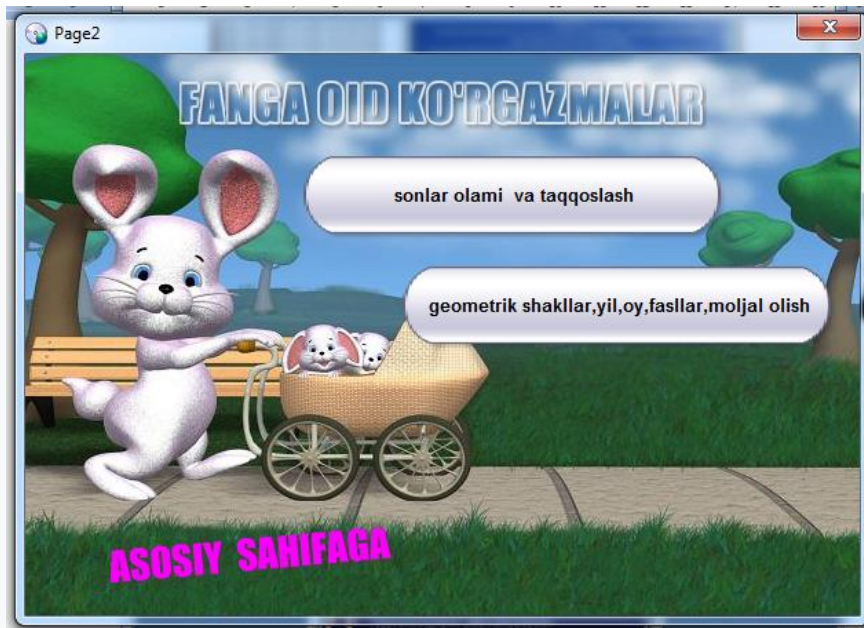 Page2
FANGA OID KO'RGAZMALAR
sonlar olami va taqqoslash
geometrik shakllar,yil,oy,fasllar,moljal olish
ASOSIY SAHIFAGA